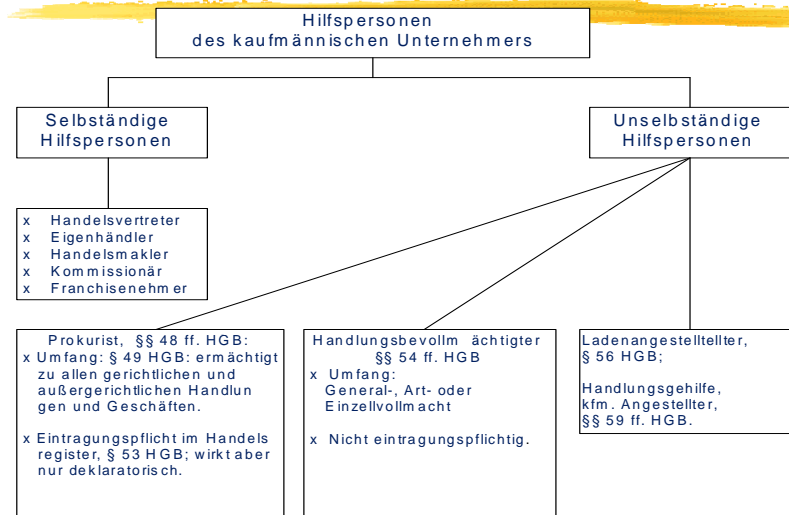 Hilfspersonen
des kaufmännischen Unternehmers
Selbständige
Hilfspersonen
Unselbständige
Hilfspersonen
x Handelsvertreter
x Eigenhändler
x Handelsmakler
x Kommissionär
x Franchisenehmer
Prokurist, §§ 48 ff. HGB:
x Umfang: § 49 HGB: ermächtigt
zu allen gerichtlichen und
außergerichtlichen Handlun
gen und Geschäften.
x Eintragungspflicht im Handels
register, § 53 HGB; wirkt aber
nur deklaratorisch.
Handlungsbevollm ächtigter
§§ 54 ff. HGB
x Umfang:
General-, Art- oder
Einzellvollmacht
x Nicht eintragungspflichtig.
Ladenangestelltellter,
§ 56 HGB;
Handlungsgehilfe,
kfm. Angestellter,
§§ 59 ff. HGB.